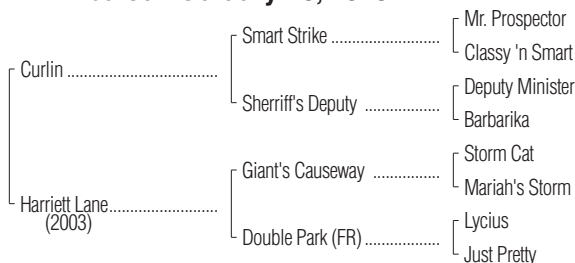 Mr. Prospector
Smart Strike
Classy 'n Smart
Curlin
Deputy Minister
Sherriff's Deputy
Barbarika
Storm Cat
Giant's Causeway
Mariah's Storm
Harriett Lane
(2003)
Lycius
Double Park (FR)
Just Pretty